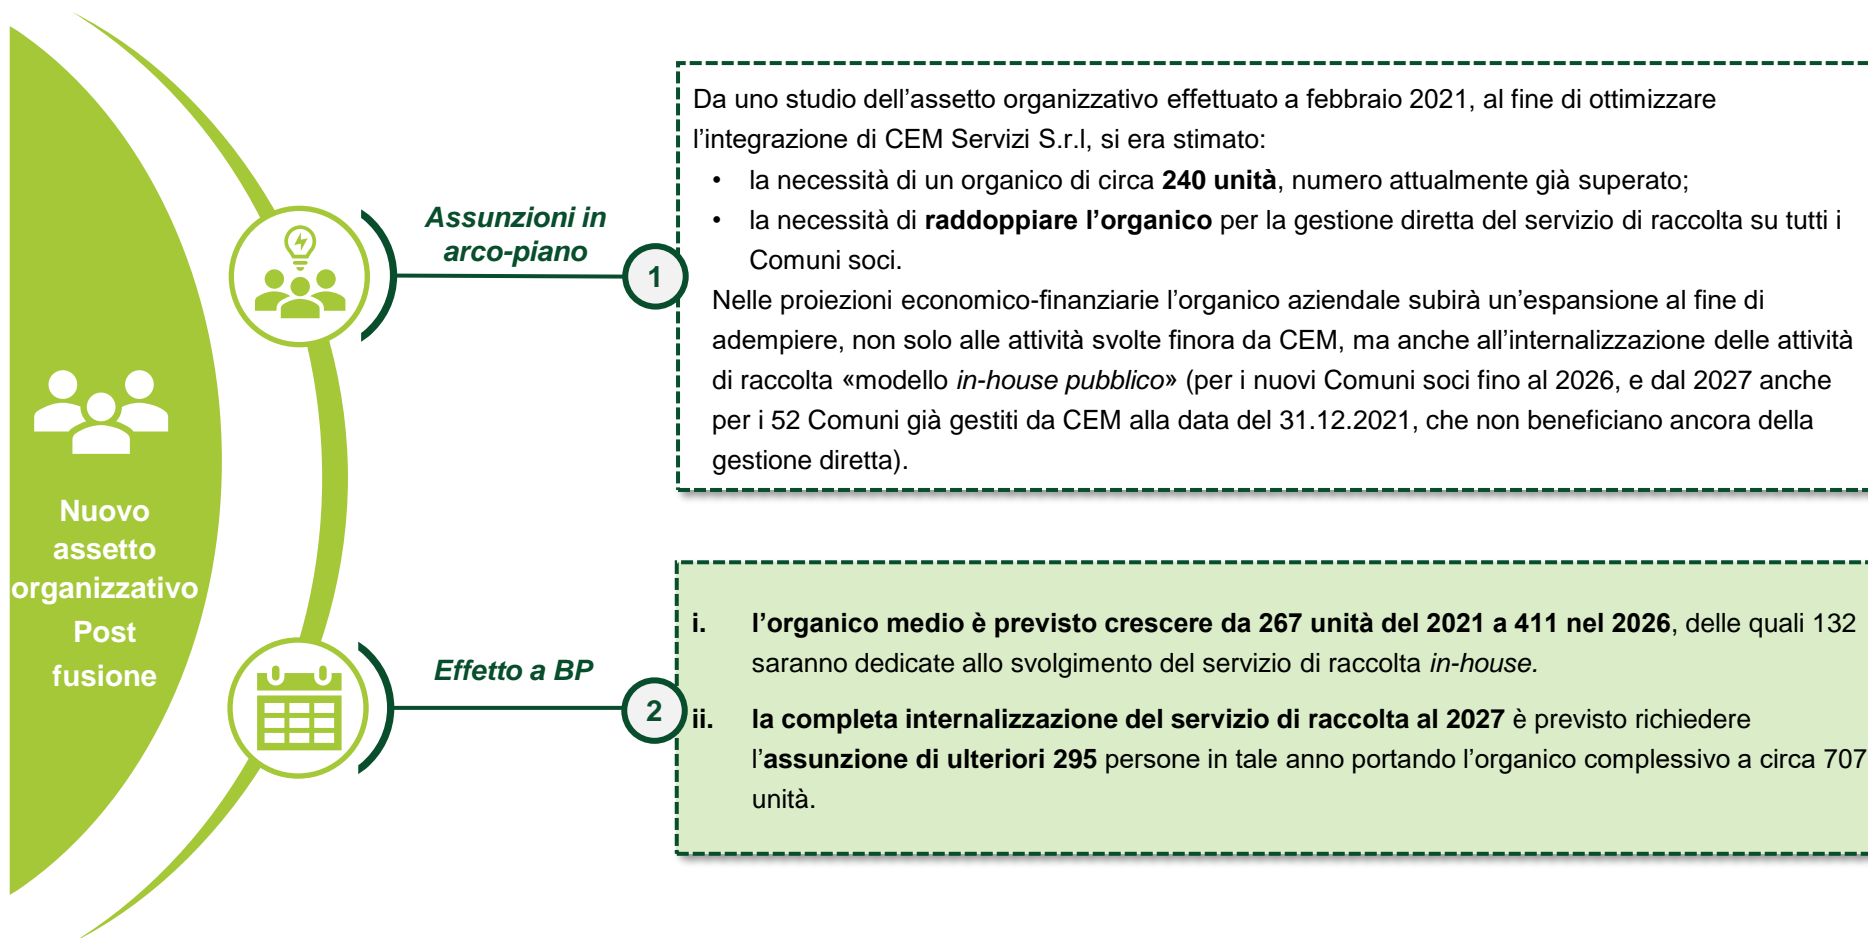 Nuovo
assetto
organizzativo
Post
fusione
Assunzioni in
arco-piano
1
Da uno studio dell’assetto organizzativo effettuato a febbraio 2021, al fine di ottimizzare
l’integrazione di CEM Servizi S.r.l, si era stimato:
• la necessità di un organico di circa 240 unità, numero attualmente già superato;
• la necessità di raddoppiare l’organico per la gestione diretta del servizio di raccolta su tutti i
Comuni soci.
Nelle proiezioni economico-finanziarie l’organico aziendale subirà un’espansione al fine di
adempiere, non solo alle attività svolte finora da CEM, ma anche all’internalizzazione delle attività
di raccolta «modello in-house pubblico» (per i nuovi Comuni soci fino al 2026, e dal 2027 anche
per i 52 Comuni già gestiti da CEM alla data del 31.12.2021, che non beneficiano ancora della
gestione diretta).
Effetto a BP
2
i. l’organico medio è previsto crescere da 267 unità del 2021 a 411 nel 2026, delle quali 132
saranno dedicate allo svolgimento del servizio di raccolta in-house.
ii. la completa internalizzazione del servizio di raccolta al 2027 è previsto richiedere
l’assunzione di ulteriori 295 persone in tale anno portando l’organico complessivo a circa 707
unità.